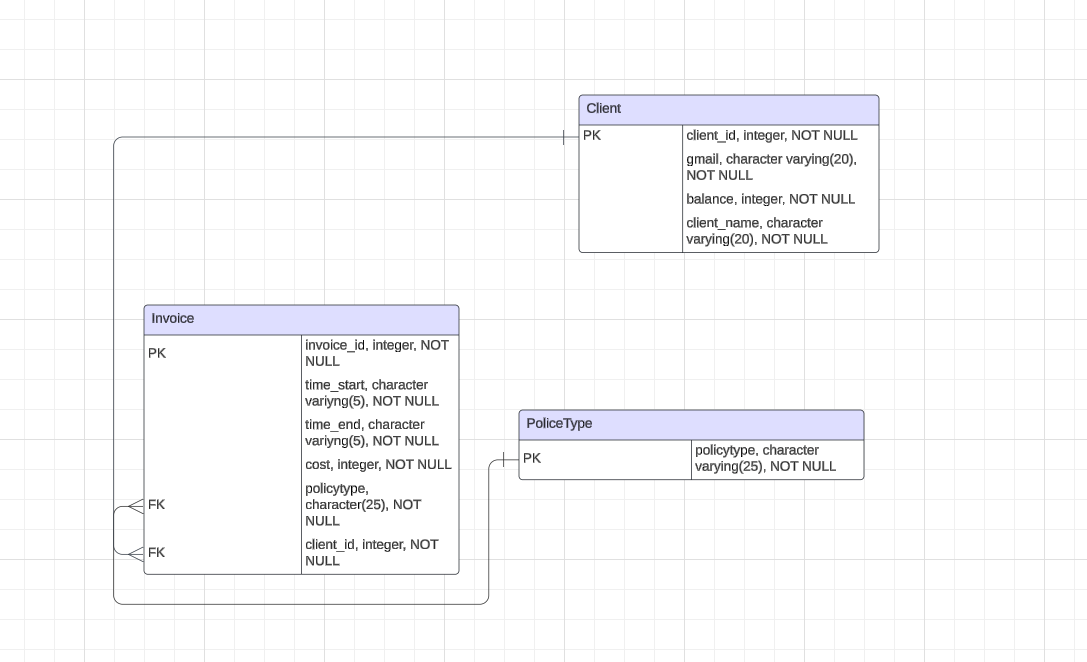 Client
PK
client_id, integer, NOT NULL
gmail, character varying(20),
NOT NULL
balance, integer, NOT NULL
client_name, character
varying(20), NOT NULL
Invoice
PK
invoice_id, integer, NOT
NULL
time_start, character
variyng(5), NOT NULL
time_end, character
variyng(5), NOT NULL
cost, integer, NOT NULL
FK
policytype,
character(25), NOT
NULL
FK
client_id, integer, NOT
NULL
PoliceType
PK
policytype, character
varying(25), NOT NULL